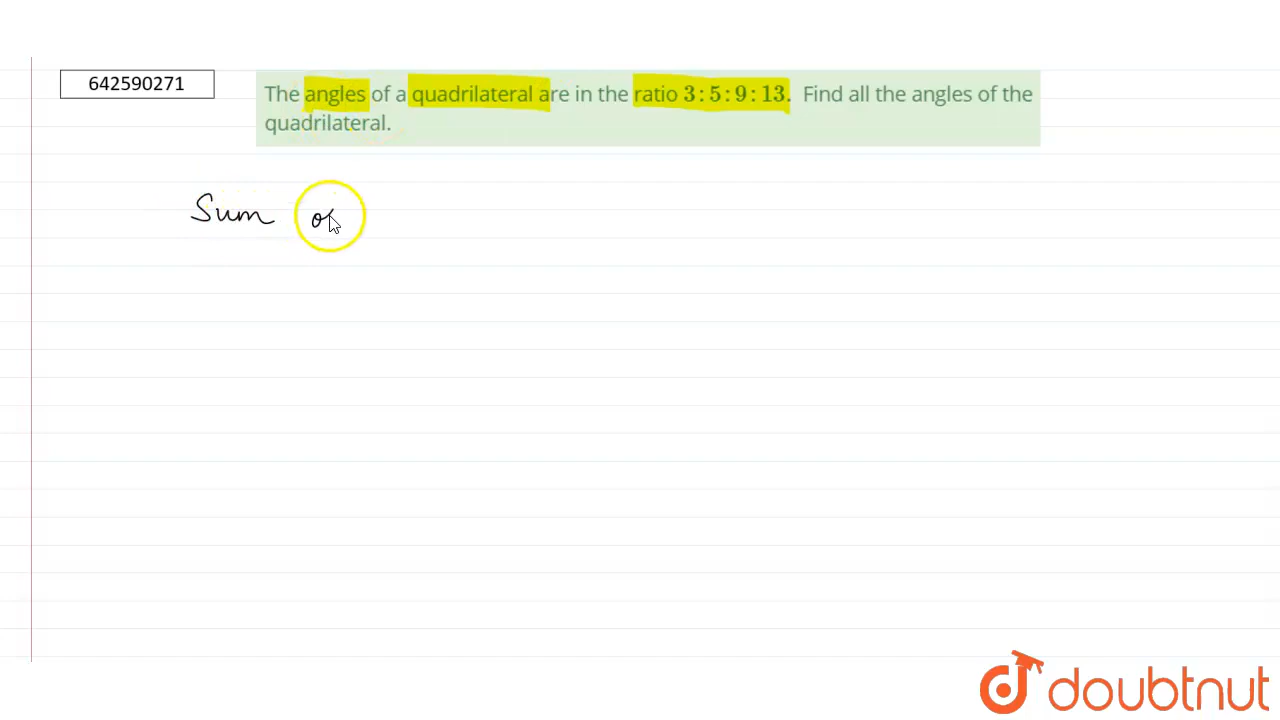 642590271
The angles of a quadrilateral are in the ratio 3 : 5 : 9 : 13. Find all the angles of the
quadrilateral.
Sum of
doubtnut